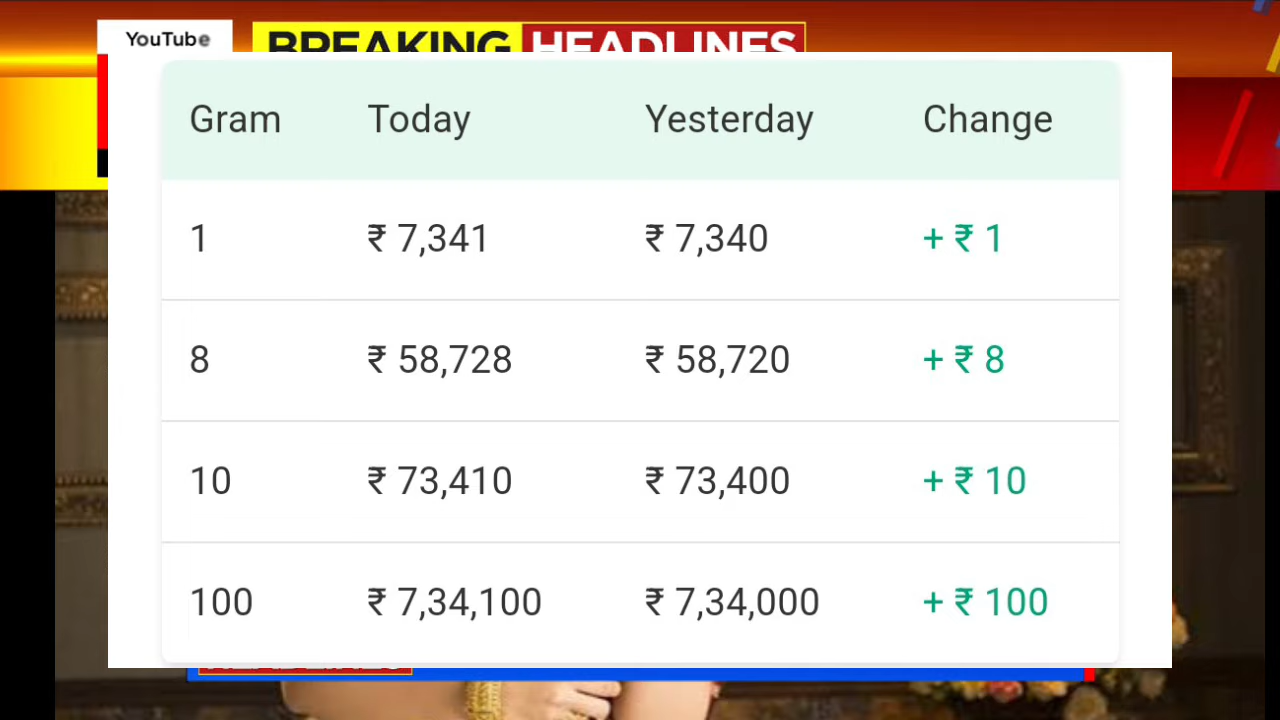 YouTube
BREAKING HEADLINES
Gram Today Yesterday Change
1 ₹ 7,341 ₹ 7,340 + ₹ 1
8 ₹ 58,728 ₹ 58,720 + ₹ 8
10 ₹ 73,410 ₹ 73,400 + ₹ 10
100 ₹ 7,34,100 ₹ 7,34,000 + ₹ 100